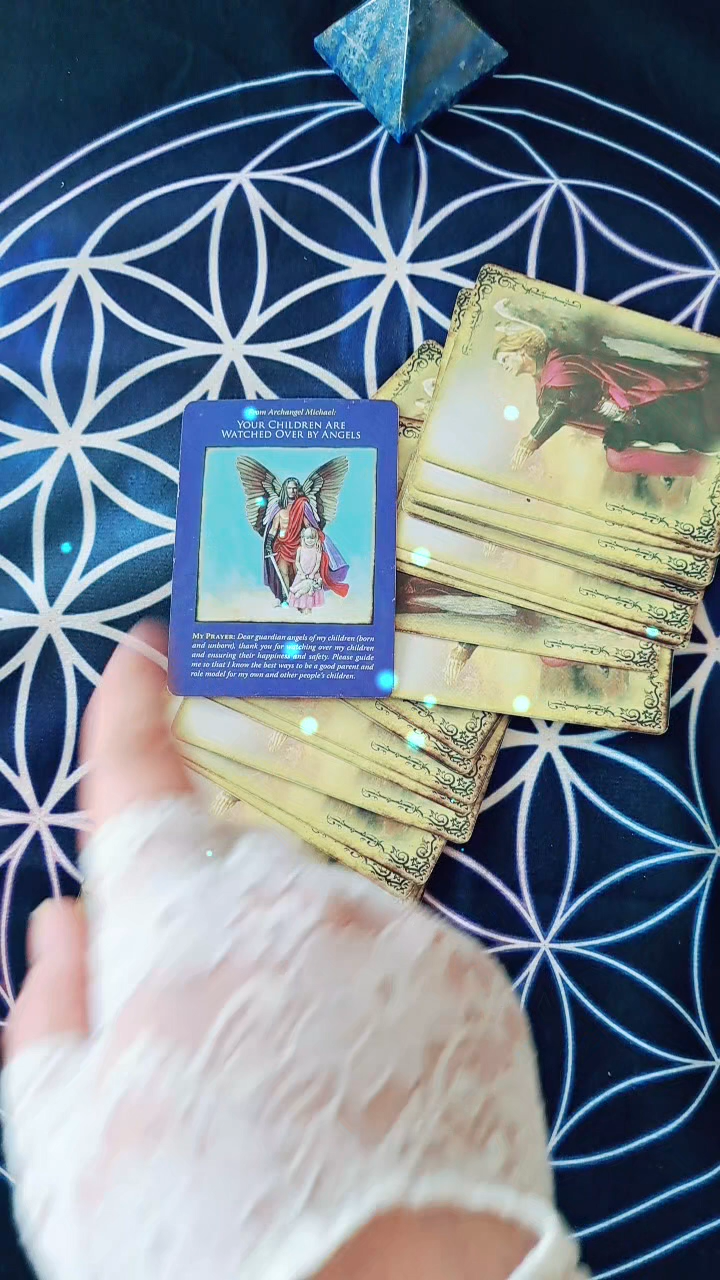 From Archangel Michael:
YOUR CHILDREN ARE
WATCHED OVER BY ANGELS
MY PRAYER: Dear guardian angels of my children (born
and unborn), thank you for watching over my children
and ensuring their happiness and safety. Please guide
me so that I know the best ways to be a good parent and
role model for my own and other people's children.